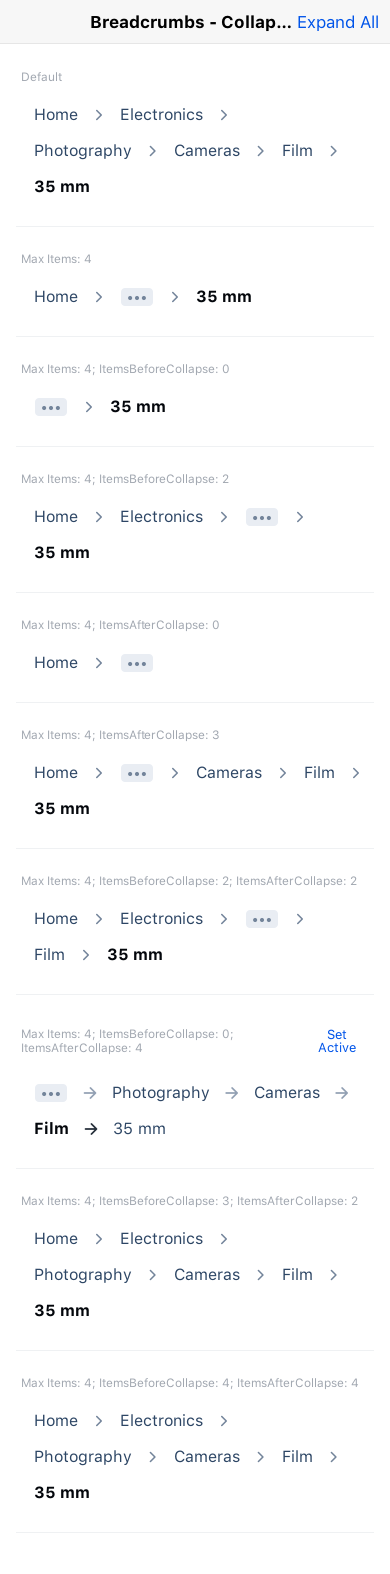 Breadcrumbs - Collap... Expand All
Default
Home Electronics
Photography Cameras Film
35 mm
Max Items: 4
Home ••• 35 mm
Max Items: 4; ItemsBeforeCollapse: 0
••• 35 mm
Max Items: 4; ItemsBeforeCollapse: 2
Home Electronics •••
35 mm
Max Items: 4; ItemsAfterCollapse: 0
Home •••
Max Items: 4; ItemsAfterCollapse: 3
Home ••• Cameras Film
35 mm
Max Items: 4; ItemsBeforeCollapse: 2; ItemsAfterCollapse: 2
Home Electronics •••
Film 35 mm
Max Items: 4; ItemsBeforeCollapse: 0;
ItemsAfterCollapse: 4
Set
Active
••• → Photography → Cameras →
Film → 35 mm
Max Items: 4; ItemsBeforeCollapse: 3; ItemsAfterCollapse: 2
Home Electronics
Photography Cameras Film
35 mm
Max Items: 4; ItemsBeforeCollapse: 4; ItemsAfterCollapse: 4
Home Electronics
Photography Cameras Film
35 mm